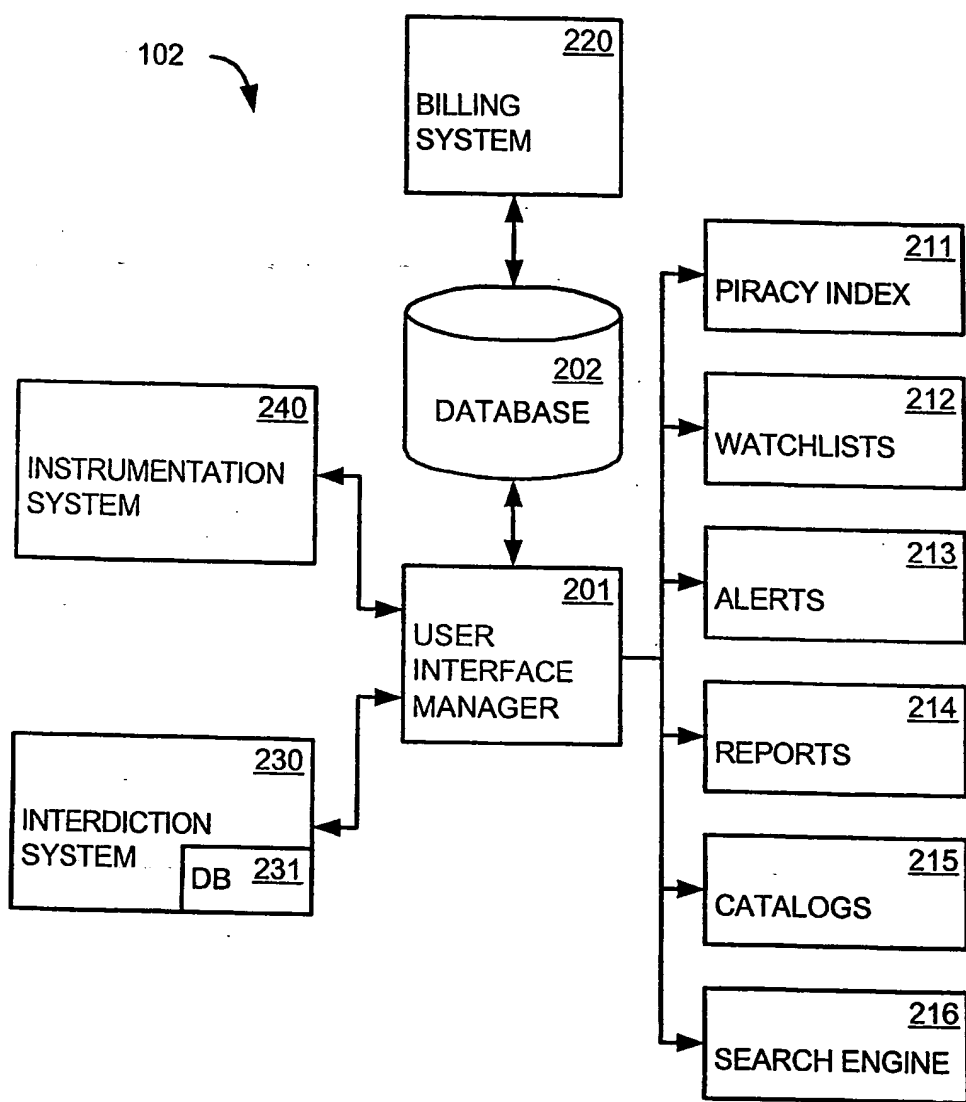 102
220
BILLING
SYSTEM
202
DATABASE
240
INSTRUMENTATION
SYSTEM
201
USER
INTERFACE
MANAGER
230
INTERDICTION
SYSTEM
DB 231
211
PIRACY INDEX
212
WATCHLISTS
213
ALERTS
214
REPORTS
215
CATALOGS
216
SEARCH ENGINE